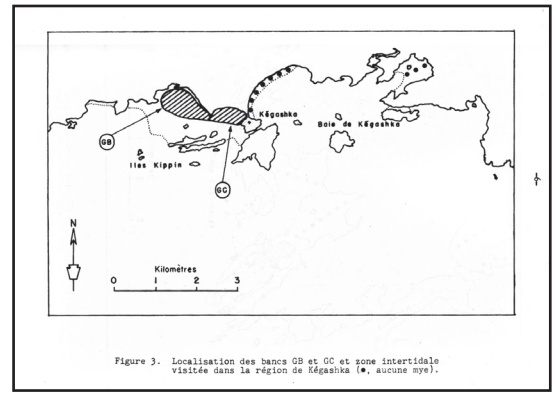 Kégashka
Baie de Kégashka
GB
Iles Kippin
GC
N
Kilomètres
0 1 2 3
Figure 3. Localisation des bancs GB et GC et zone intertidale
visitée dans la région de Kégashka (●, aucune mye).